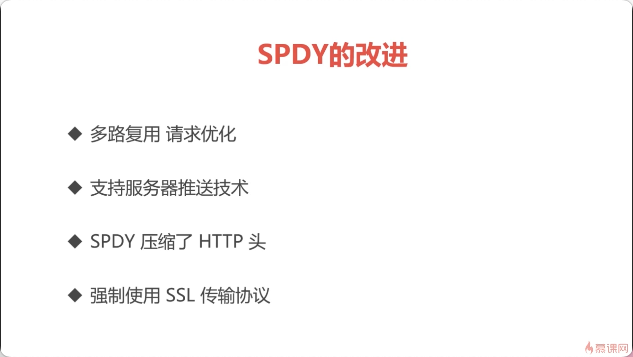 SPDY的改进
◆ 多路复用 请求优化
◆ 支持服务器推送技术
◆ SPDY 压缩了 HTTP 头
◆ 强制使用 SSL 传输协议
慕课网